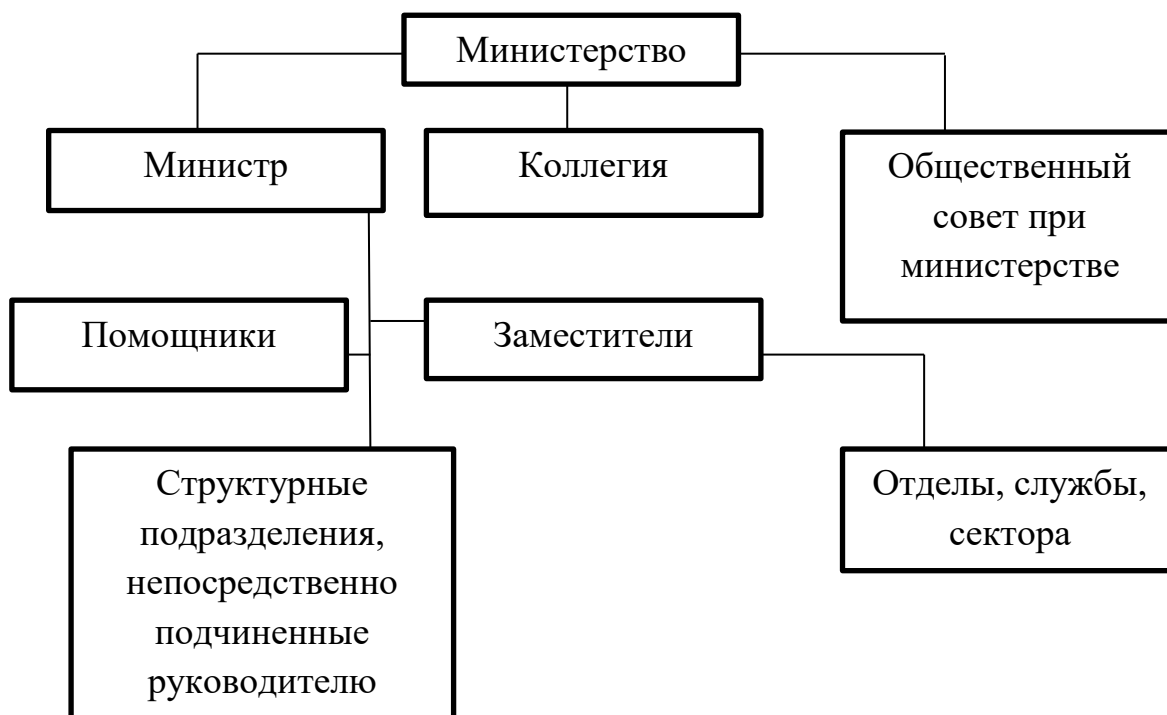 Министерство
Министр
Коллегия
Общественный
совет при
министерстве
Помощники
Заместители
Структурные
подразделения,
непосредственно
подчиненные
руководителю
Отделы, службы,
сектора